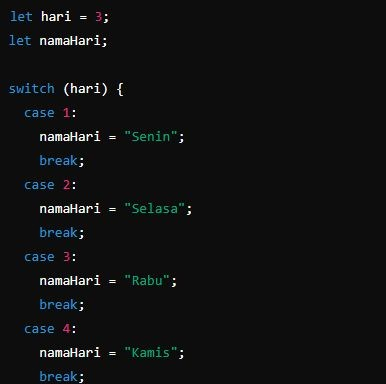 let hari = 3;
let namaHari;
switch (hari) {
  case 1:
    namaHari = "Senin";
    break;
  case 2:
    namaHari = "Selasa";
    break;
  case 3:
    namaHari = "Rabu";
    break;
  case 4:
    namaHari = "Kamis";
    break;